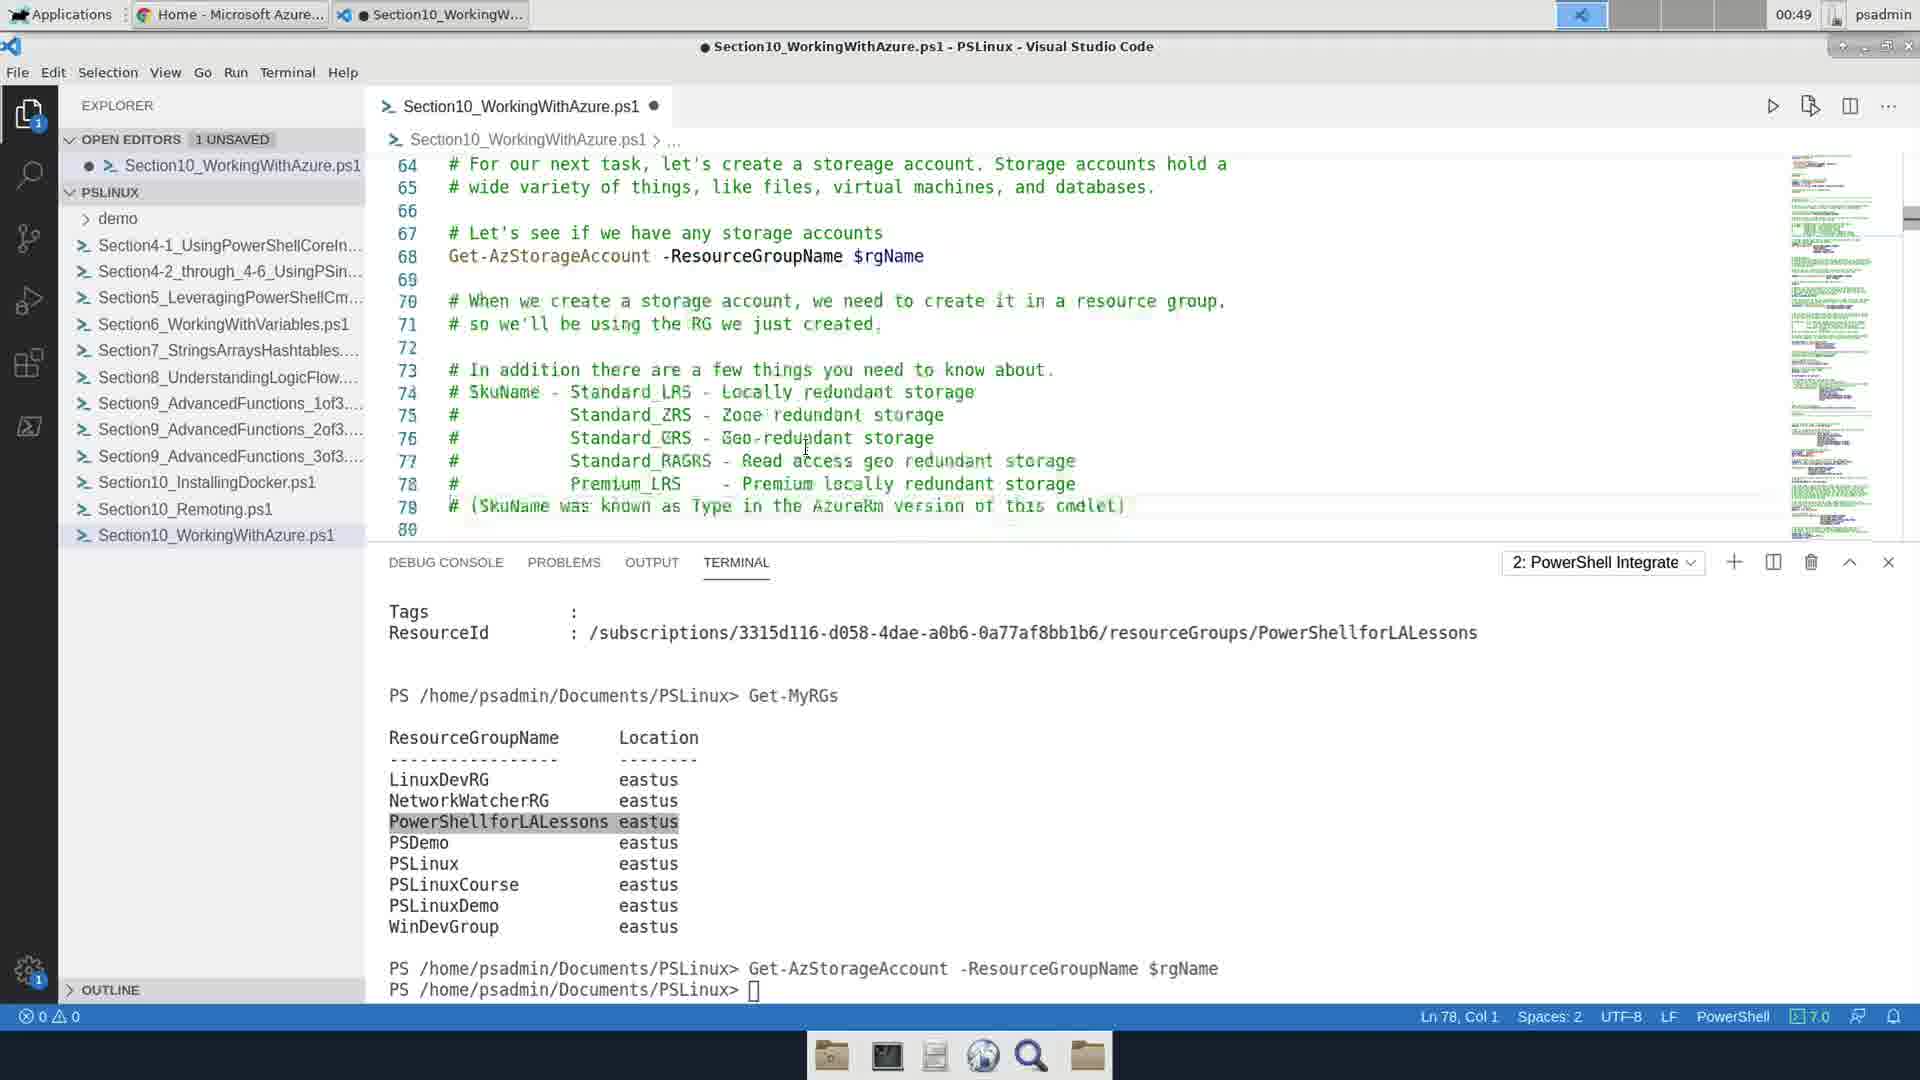 Applications
Home - Microsoft Azure...
● Section10_WorkingW...
00:49
psadmin
● Section10_WorkingWithAzure.ps1 - PSLinux - Visual Studio Code
File Edit Selection View Go Run Terminal Help
EXPLORER
OPEN EDITORS 1 UNSAVED
● Section10_WorkingWithAzure.ps1
PSLINUX
demo
Section4-1_UsingPowerShellCoreIn...
Section4-2_through_4-6_UsingPSin...
Section5_LeveragingPowerShellCm...
Section6_WorkingWithVariables.ps1
Section7_StringsArraysHashtables....
Section8_UnderstandingLogicFlow....
Section9_AdvancedFunctions_1of3....
Section9_AdvancedFunctions_2of3....
Section9_AdvancedFunctions_3of3....
Section10_InstallingDocker.ps1
Section10_Remoting.ps1
Section10_WorkingWithAzure.ps1
OUTLINE
1
1
Section10_WorkingWithAzure.ps1 ●
Section10_WorkingWithAzure.ps1 > ...
64 # For our next task, let's create a storeage account. Storage accounts hold a
65 # wide variety of things, like files, virtual machines, and databases.
66
67 # Let's see if we have any storage accounts
68 Get-AzStorageAccount -ResourceGroupName $rgName
69
70 # When we create a storage account, we need to create it in a resource group,
71 # so we'll be using the RG we just created.
72
73 # In addition there are a few things you need to know about.
74 # SkuName - Standard_LRS - Locally redundant storage
75 # Standard_ZRS - Zone redundant storage
76 # Standard_GRS - Geo redundant storage
77 # Standard_RAGRS - Read access geo redundant storage
78 # Premium_LRS - Premium locally redundant storage
79 # (SkuName was known as Type in the AzureRm version of this cmdlet)
80
DEBUG CONSOLE PROBLEMS OUTPUT TERMINAL
2: PowerShell Integrate
Tags :
ResourceId : /subscriptions/3315d116-d058-4dae-a0b6-0a77af8bb1b6/resourceGroups/PowerShellforLALessons
PS /home/psadmin/Documents/PSLinux> Get-MyRGs
ResourceGroupName Location
----------------- --------
LinuxDevRG eastus
NetworkWatcherRG eastus
PowerShellforLALessons eastus
PSDemo eastus
PSLinux eastus
PSLinuxCourse eastus
PSLinuxDemo eastus
WinDevGroup eastus
PS /home/psadmin/Documents/PSLinux> Get-AzStorageAccount -ResourceGroupName $rgName
PS /home/psadmin/Documents/PSLinux>
0 0
Ln 78, Col 1 Spaces: 2 UTF-8 LF PowerShell 7.0